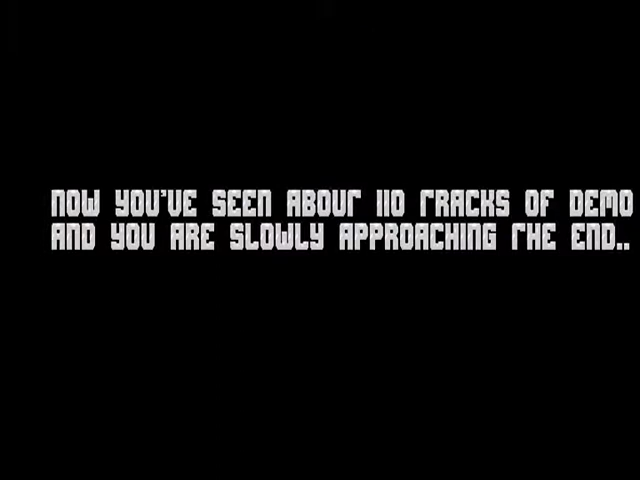 NOW YOU'VE SEEN ABOUT 110 TRACKS OF DEMO
AND YOU ARE SLOWLY APPROACHING THE END..